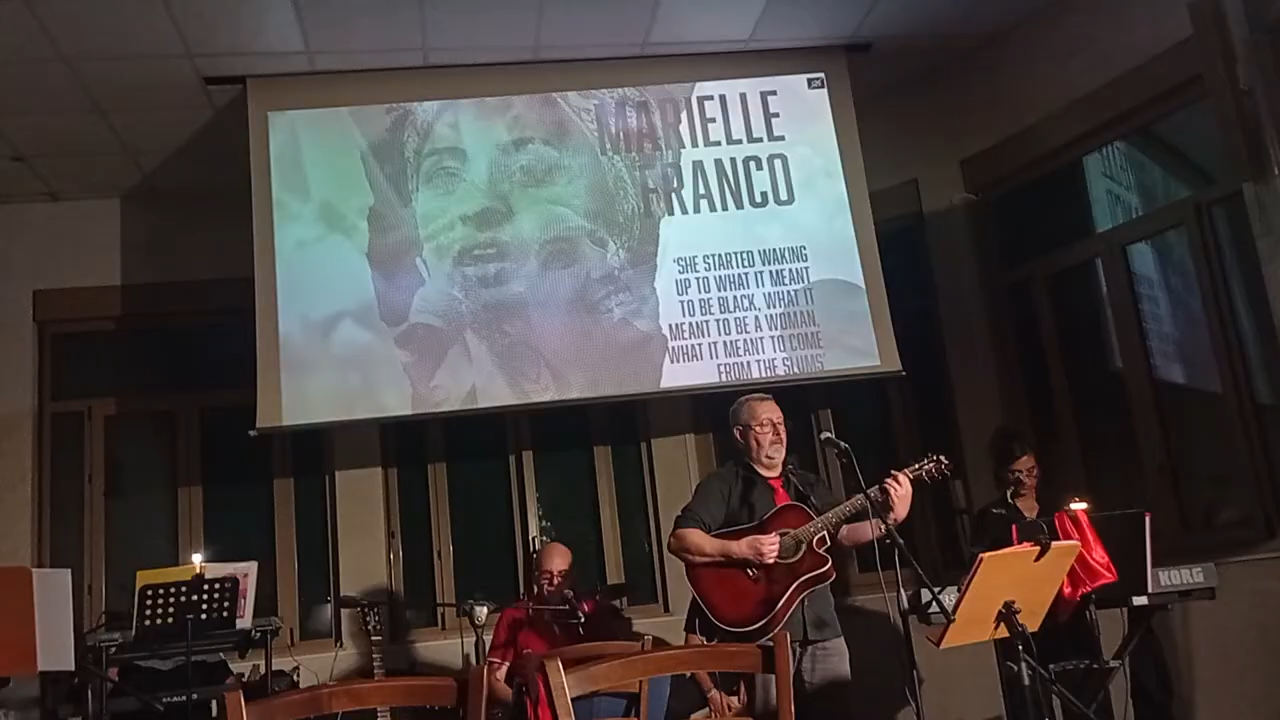 MARIELLE
FRANCO
'SHE STARTED WAKING
UP TO WHAT IT MEANT
TO BE BLACK, WHAT IT
MEANT TO BE A WOMAN,
WHAT IT MEANT TO COME
FROM THE SLUMS'
KORG